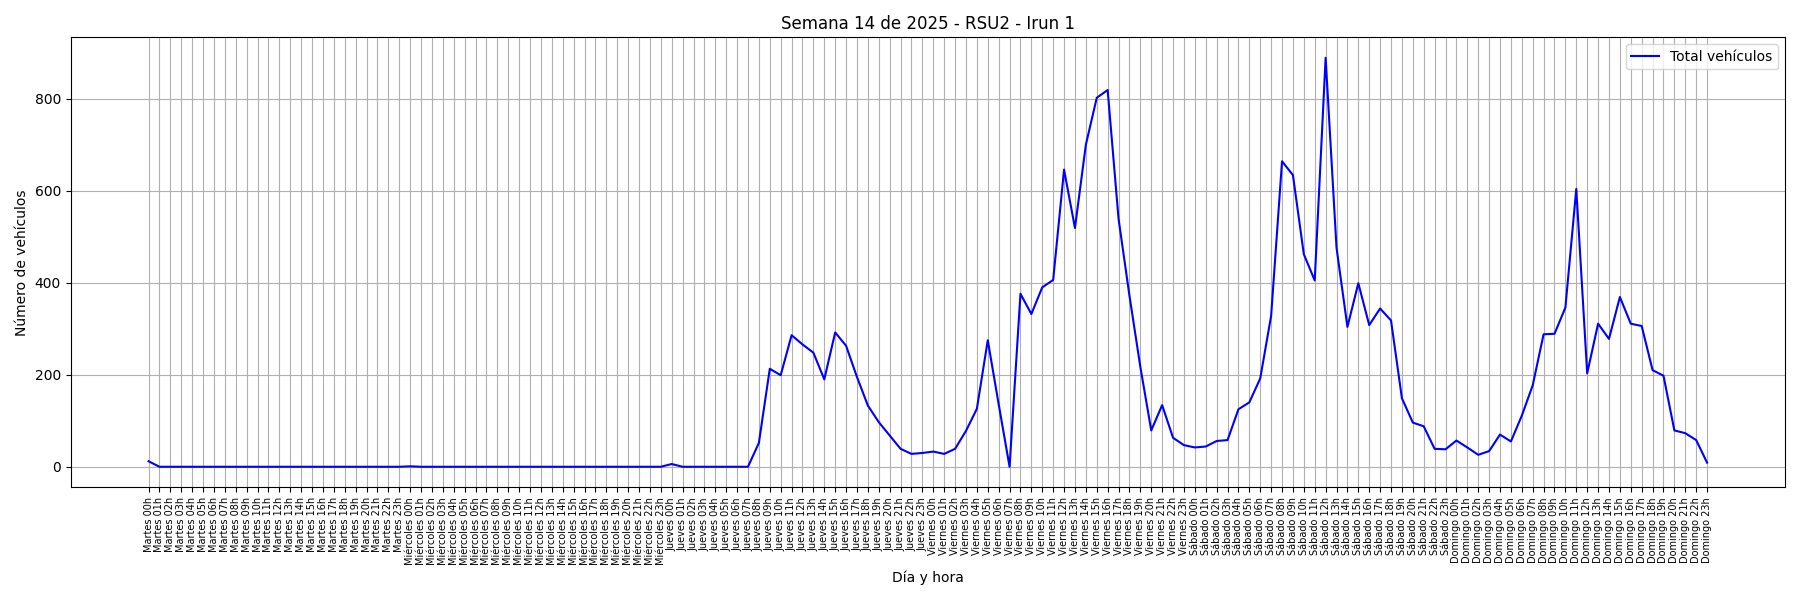 Semana 14 de 2025 - RSU2 - Irun 1
Total vehículos
Número de vehículos
800
600
400
200
0
Martes 00h
Martes 01h
Martes 02h
Martes 03h
Martes 04h
Martes 05h
Martes 06h
Martes 07h
Martes 08h
Martes 09h
Martes 10h
Martes 11h
Martes 12h
Martes 13h
Martes 14h
Martes 15h
Martes 16h
Martes 17h
Martes 18h
Martes 19h
Martes 20h
Martes 21h
Martes 22h
Martes 23h
Miércoles 00h
Miércoles 01h
Miércoles 02h
Miércoles 03h
Miércoles 04h
Miércoles 05h
Miércoles 06h
Miércoles 07h
Miércoles 08h
Miércoles 09h
Miércoles 10h
Miércoles 11h
Miércoles 12h
Miércoles 13h
Miércoles 14h
Miércoles 15h
Miércoles 16h
Miércoles 17h
Miércoles 18h
Miércoles 19h
Miércoles 20h
Miércoles 21h
Miércoles 22h
Miércoles 23h
Jueves 00h
Jueves 01h
Jueves 02h
Jueves 03h
Jueves 04h
Jueves 05h
Jueves 06h
Jueves 07h
Jueves 08h
Jueves 09h
Jueves 10h
Jueves 11h
Jueves 12h
Jueves 13h
Jueves 14h
Jueves 15h
Jueves 16h
Jueves 17h
Jueves 18h
Jueves 19h
Jueves 20h
Jueves 21h
Jueves 22h
Jueves 23h
Viernes 00h
Viernes 01h
Viernes 02h
Viernes 03h
Viernes 04h
Viernes 05h
Viernes 06h
Viernes 07h
Viernes 08h
Viernes 09h
Viernes 10h
Viernes 11h
Viernes 12h
Viernes 13h
Viernes 14h
Viernes 15h
Viernes 16h
Viernes 17h
Viernes 18h
Viernes 19h
Viernes 20h
Viernes 21h
Viernes 22h
Viernes 23h
Sábado 00h
Sábado 01h
Sábado 02h
Sábado 03h
Sábado 04h
Sábado 05h
Sábado 06h
Sábado 07h
Sábado 08h
Sábado 09h
Sábado 10h
Sábado 11h
Sábado 12h
Sábado 13h
Sábado 14h
Sábado 15h
Sábado 16h
Sábado 17h
Sábado 18h
Sábado 19h
Sábado 20h
Sábado 21h
Sábado 22h
Sábado 23h
Domingo 00h
Domingo 01h
Domingo 02h
Domingo 03h
Domingo 04h
Domingo 05h
Domingo 06h
Domingo 07h
Domingo 08h
Domingo 09h
Domingo 10h
Domingo 11h
Domingo 12h
Domingo 13h
Domingo 14h
Domingo 15h
Domingo 16h
Domingo 17h
Domingo 18h
Domingo 19h
Domingo 20h
Domingo 21h
Domingo 22h
Domingo 23h
Día y hora